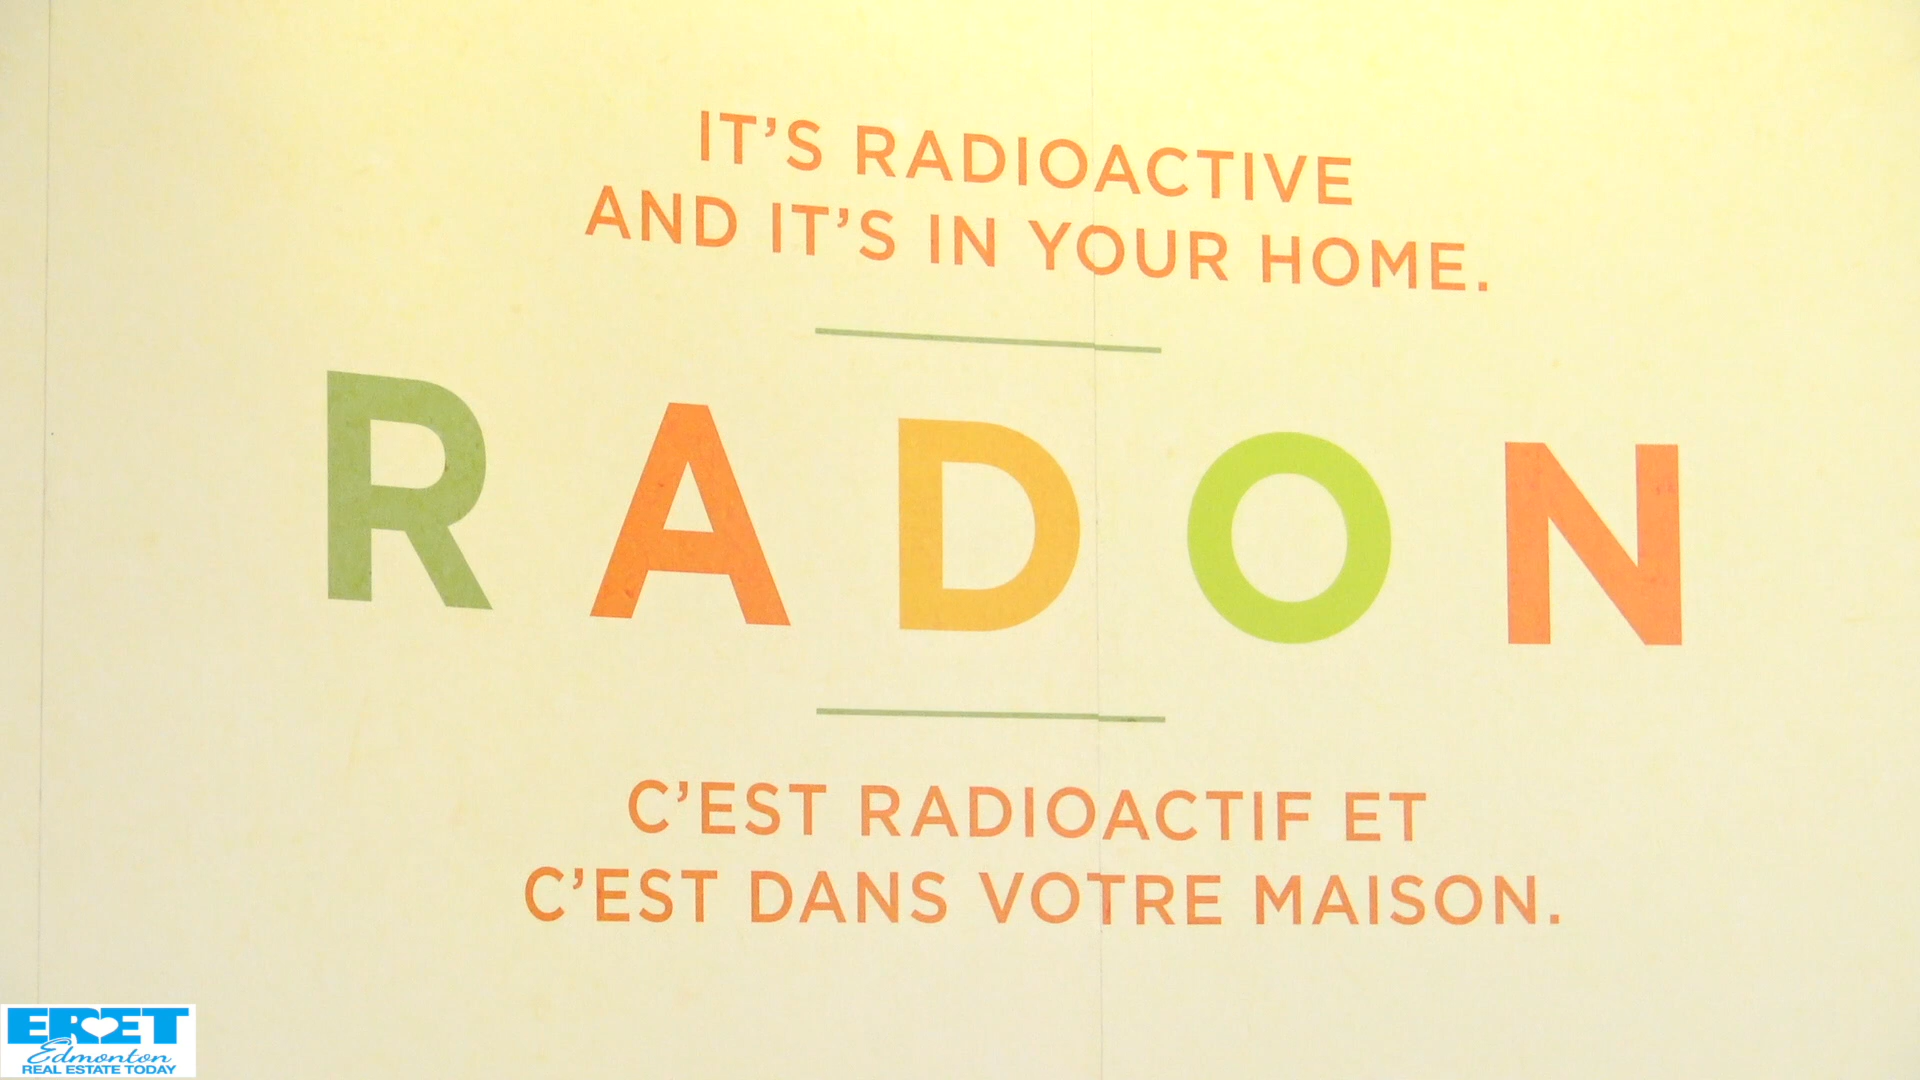 IT'S RADIOACTIVE
AND IT'S IN YOUR HOME.
RADON
C'EST RADIOACTIF ET
C'EST DANS VOTRE MAISON.
ERET
Edmonton
REAL ESTATE TODAY